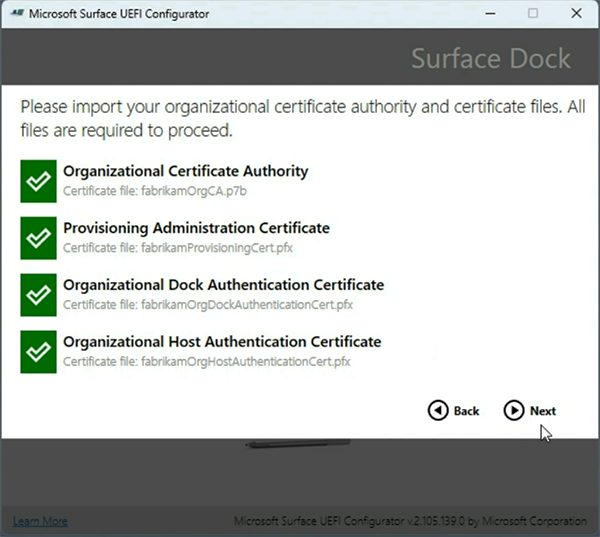 Microsoft Surface UEFI Configurator
Surface Dock
Please import your organizational certificate authority and certificate files. All
files are required to proceed.
Organizational Certificate Authority
Certificate file: fabrikamOrgCA.p7b
Provisioning Administration Certificate
Certificate file: fabrikamProvisioningCert.pfx
Organizational Dock Authentication Certificate
Certificate file: fabrikamOrgDockAuthenticationCert.pfx
Organizational Host Authentication Certificate
Certificate file: fabrikamOrgHostAuthenticationCert.pfx
Back Next
Learn More Microsoft Surface UEFI Configurator v.2.105.139.0 by Microsoft Corporation